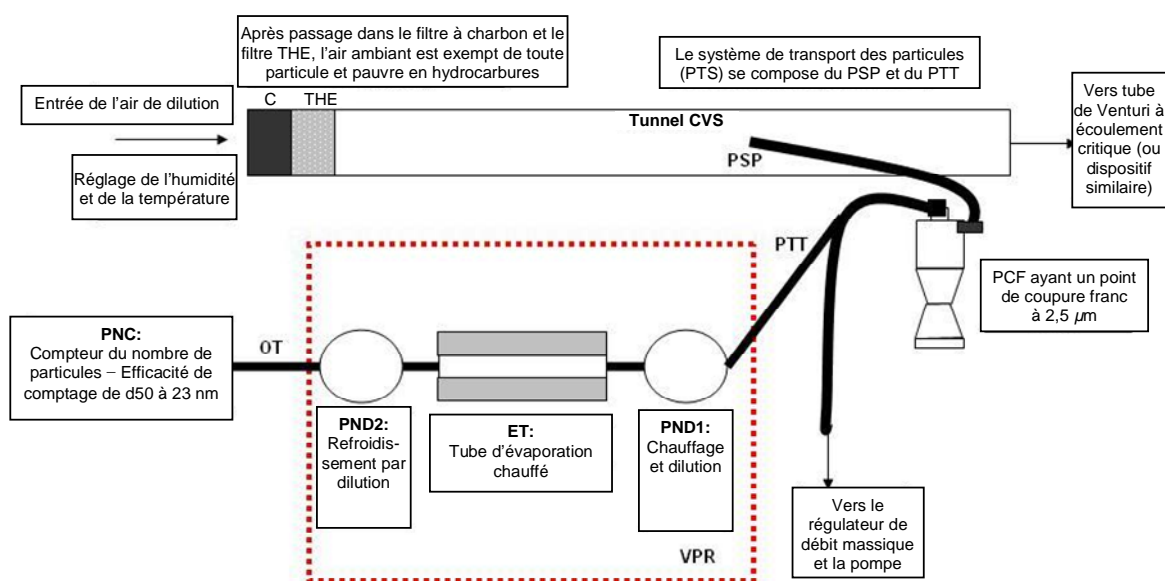 Après passage dans le filtre à charbon et le
filtre THE, l'air ambiant est exempt de toute
particule et pauvre en hydrocarbures
Le système de transport des particules
(PTS) se compose du PSP et du PTT
Entrée de l'air de dilution
C
THE
Tunnel CVS
Vers tube
de Venturi à
écoulement
critique (ou
dispositif
similaire)
PSP
Réglage de l'humidité
et de la température
PTT
PCF ayant un point
de coupure franc
à 2,5 µm
PNC:
Compteur du nombre de
particules – Efficacité de
comptage de d50 à 23 nm
OT
PND2:
Refroidis-
sement par
dilution
ET:
Tube d'évaporation
chauffé
PND1:
Chauffage
et dilution
VPR
Vers le
régulateur de
débit massique
et la pompe